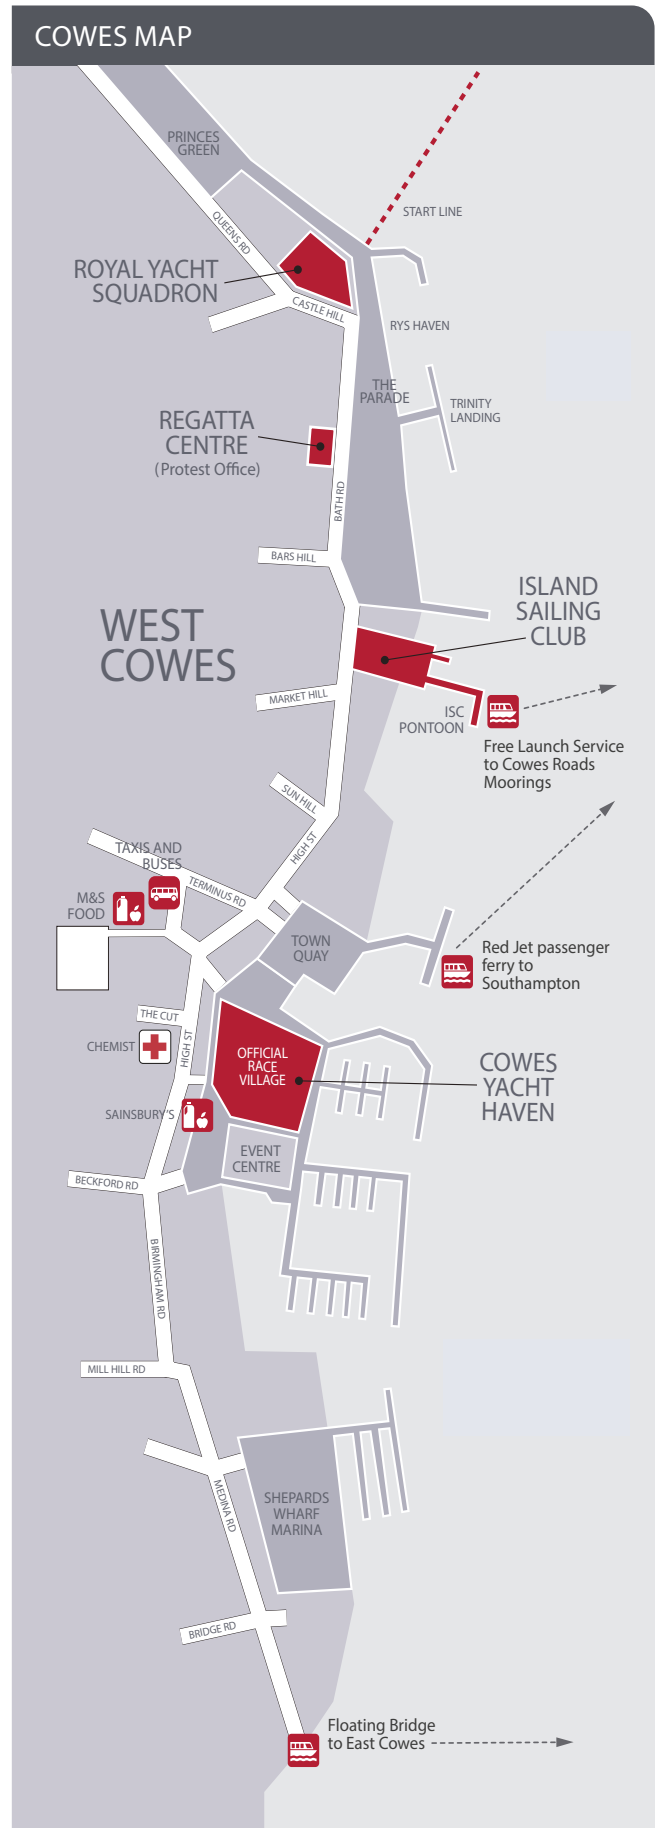 COWES MAP
PRINCES
GREEN
QUEENS RD
START LINE
ROYAL YACHT
SQUADRON
CASTLE HILL
RYS HAVEN
THE
PARADE
TRINITY
LANDING
REGATTA
CENTRE
(Protest Office)
BATH RD
BARS HILL
ISLAND
SAILING
CLUB
WEST
COWES
MARKET HILL
ISC
PONTOON
Free Launch Service
to Cowes Roads
Moorings
SUN HILL
HIGH ST
TAXIS AND
BUSES
TERMINUS RD
M&S
FOOD
TOWN
QUAY
Red Jet passenger
ferry to
Southampton
THE CUT
CHEMIST
HIGH ST
OFFICIAL
RACE
VILLAGE
COWES
YACHT
HAVEN
SAINSBURY'S
EVENT
CENTRE
BECKFORD RD
BIRMINGHAM RD
MILL HILL RD
MEDINA RD
SHEPARDS
WHARF
MARINA
BRIDGE RD
Floating Bridge
to East Cowes